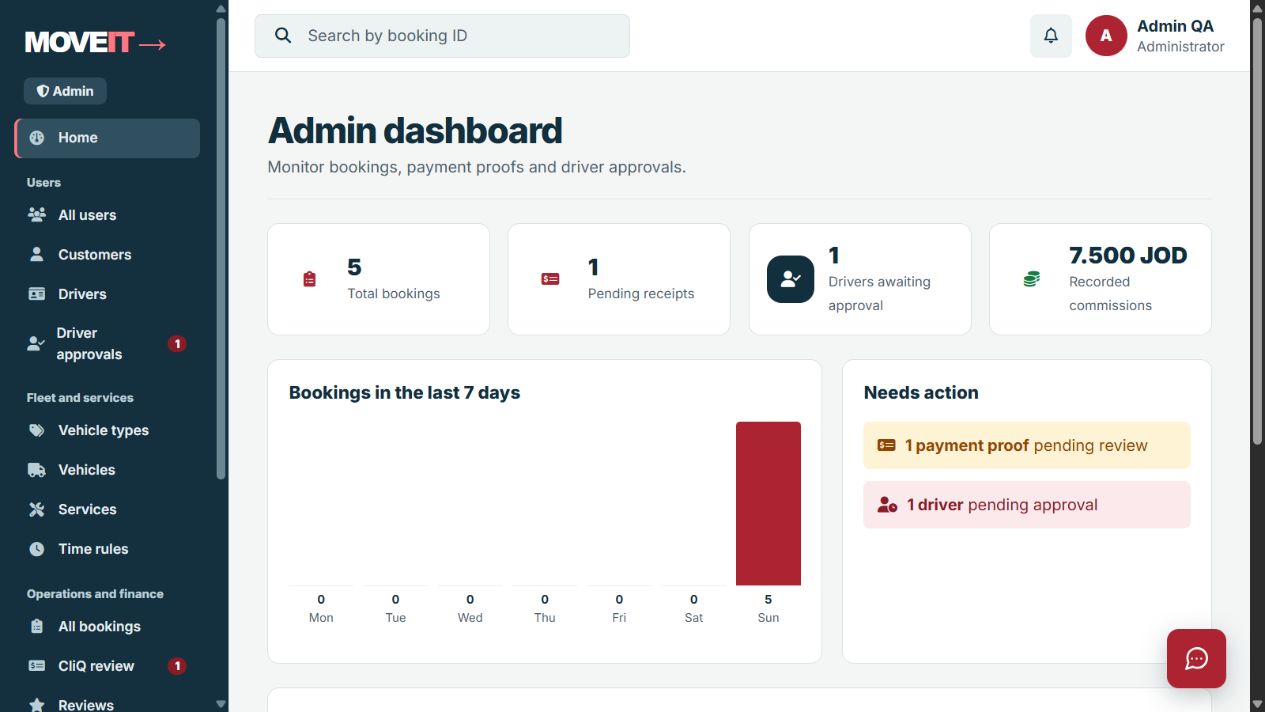 MOVEIT→
Admin
Home
Users
All users
Customers
Drivers
Driver
approvals
1
Fleet and services
Vehicle types
Vehicles
Services
Time rules
Operations and finance
All bookings
CliQ review
1
Reviews
Search by booking ID
A
Admin QA
Administrator
Admin dashboard
Monitor bookings, payment proofs and driver approvals.
5
Total bookings
1
Pending receipts
1
Drivers awaiting
approval
7.500 JOD
Recorded
commissions
Bookings in the last 7 days
0 0 0 0 0 0 5
Mon Tue Wed Thu Fri Sat Sun
Needs action
1 payment proof pending review
1 driver pending approval